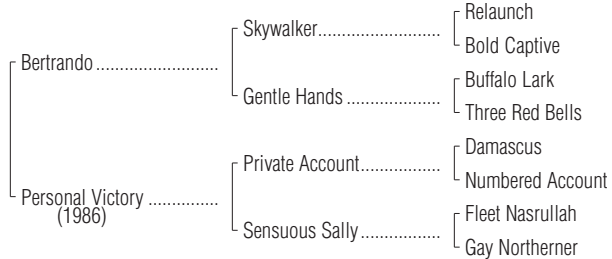 Relaunch
Skywalker..........................
Bold Captive
Bertrando ..........................
Buffalo Lark
Gentle Hands ....................
Three Red Bells
Damascus
Private Account.................
Numbered Account
Personal Victory ...............
(1986)
Fleet Nasrullah
Sensuous Sally.................
Gay Northerner